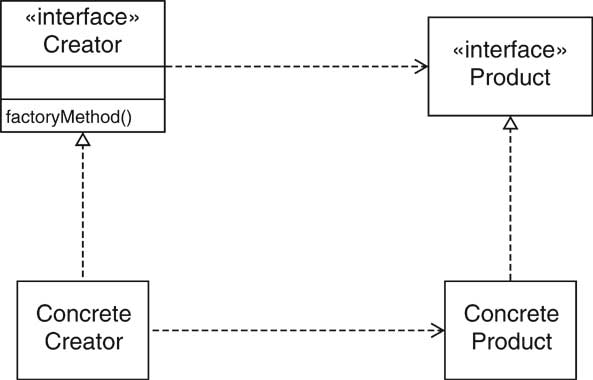 «interface»
Creator
factoryMethod()
«interface»
Product
Concrete
Creator
Concrete
Product